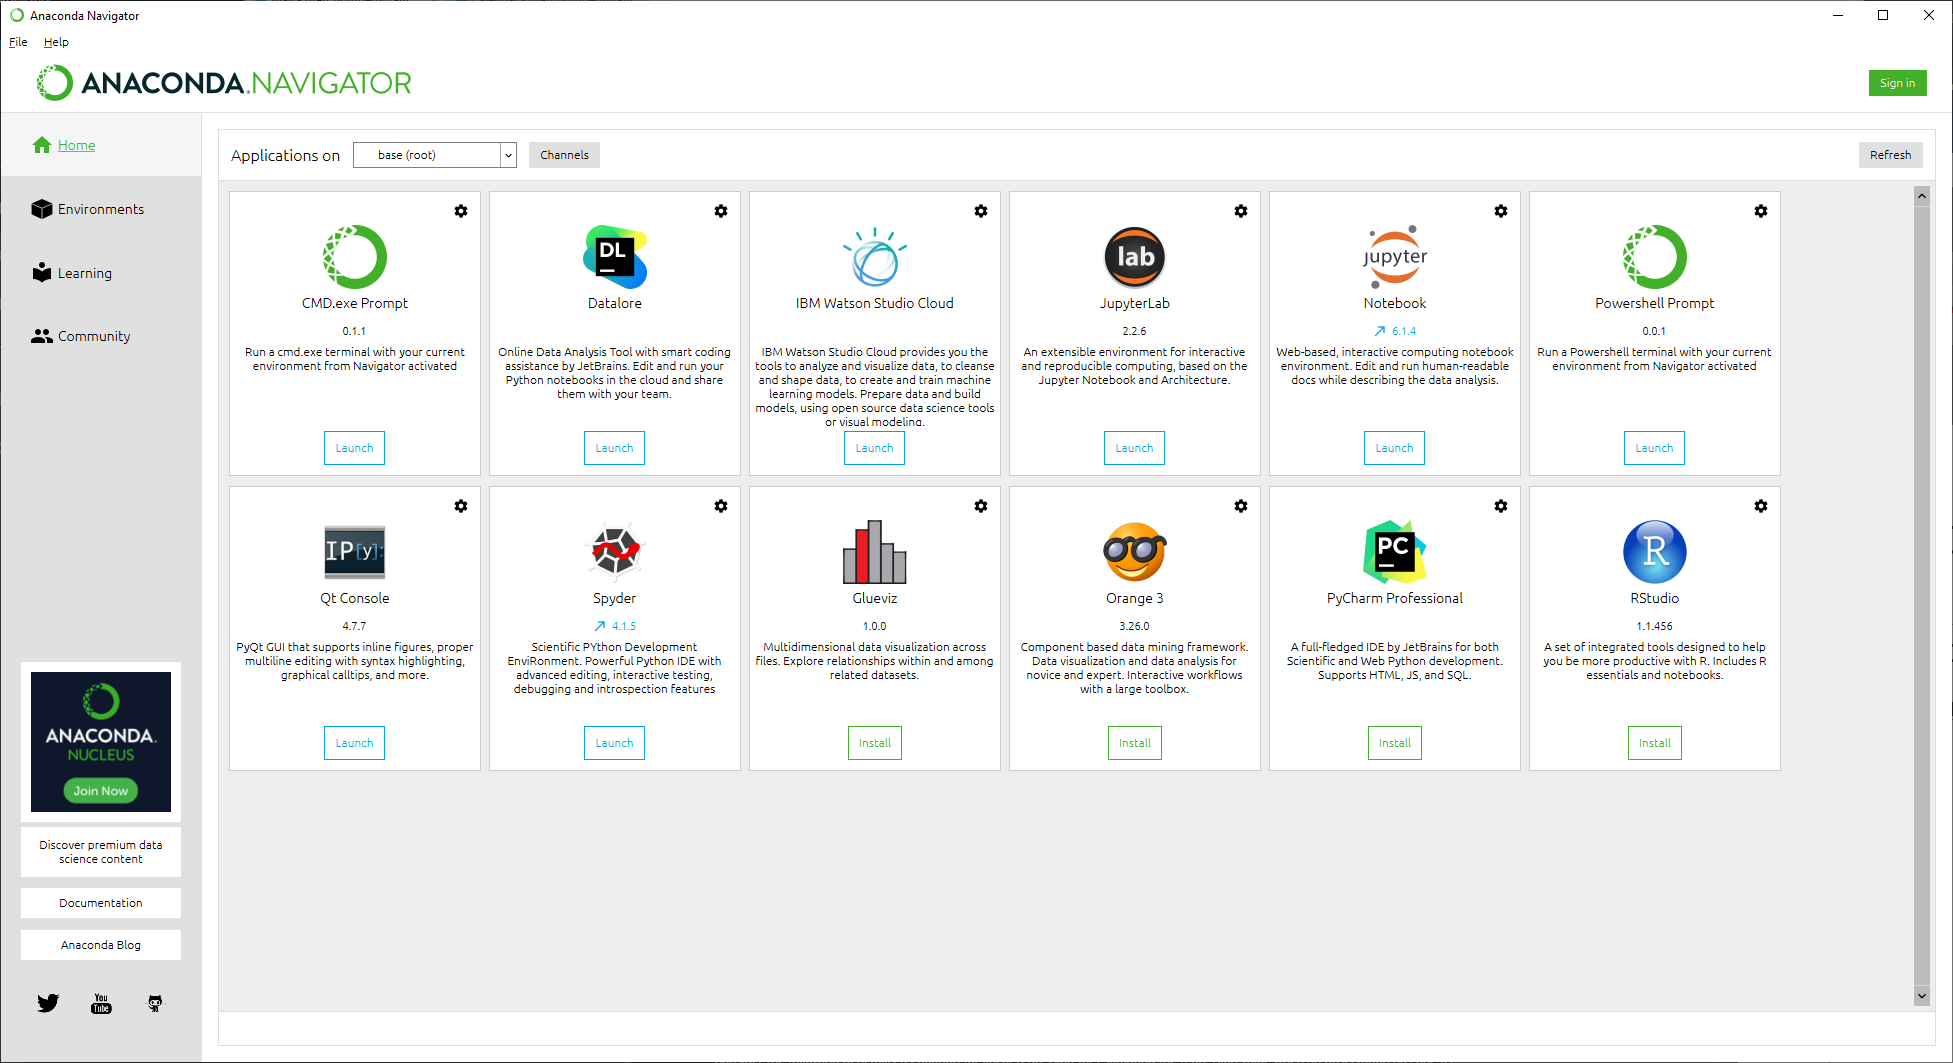 Anaconda Navigator
File Help
ANACONDA.NAVIGATOR
Sign in
Home
Environments
Learning
Community
ANACONDA.
NUCLEUS
Join Now
Discover premium data
science content
Documentation
Anaconda Blog
You
Tube
Applications on base (root) Channels Refresh
CMD.exe Prompt
0.1.1
Run a cmd.exe terminal with your current
environment from Navigator activated
Launch
DL
Datalore
Online Data Analysis Tool with smart coding
assistance by JetBrains. Edit and run your
Python notebooks in the cloud and share
them with your team.
Launch
IBM Watson Studio Cloud
IBM Watson Studio Cloud provides you the
tools to analyze and visualize data, to cleanse
and shape data, to create and train machine
learning models. Prepare data and build
models, using open source data science tools
or visual modeling.
Launch
lab
JupyterLab
2.2.6
An extensible environment for interactive
and reproducible computing, based on the
Jupyter Notebook and Architecture.
Launch
jupyter
Notebook
6.1.4
Web-based, interactive computing notebook
environment. Edit and run human-readable
docs while describing the data analysis.
Launch
Powershell Prompt
0.0.1
Run a Powershell terminal with your current
environment from Navigator activated
Launch
IP[y]:
Qt Console
4.7.7
PyQt GUI that supports inline figures, proper
multiline editing with syntax highlighting,
graphical calltips, and more.
Launch
Spyder
4.1.5
Scientific PYthon Development
EnviRonment. Powerful Python IDE with
advanced editing, interactive testing,
debugging and introspection features
Launch
Glueviz
1.0.0
Multidimensional data visualization across
files. Explore relationships within and among
related datasets.
Install
Orange 3
3.26.0
Component based data mining framework.
Data visualization and data analysis for
novice and expert. Interactive workflows
with a large toolbox.
Install
PC
PyCharm Professional
A full-fledged IDE by JetBrains for both
Scientific and Web Python development.
Supports HTML, JS, and SQL.
Install
R
RStudio
1.1.456
A set of integrated tools designed to help
you be more productive with R. Includes R
essentials and notebooks.
Install